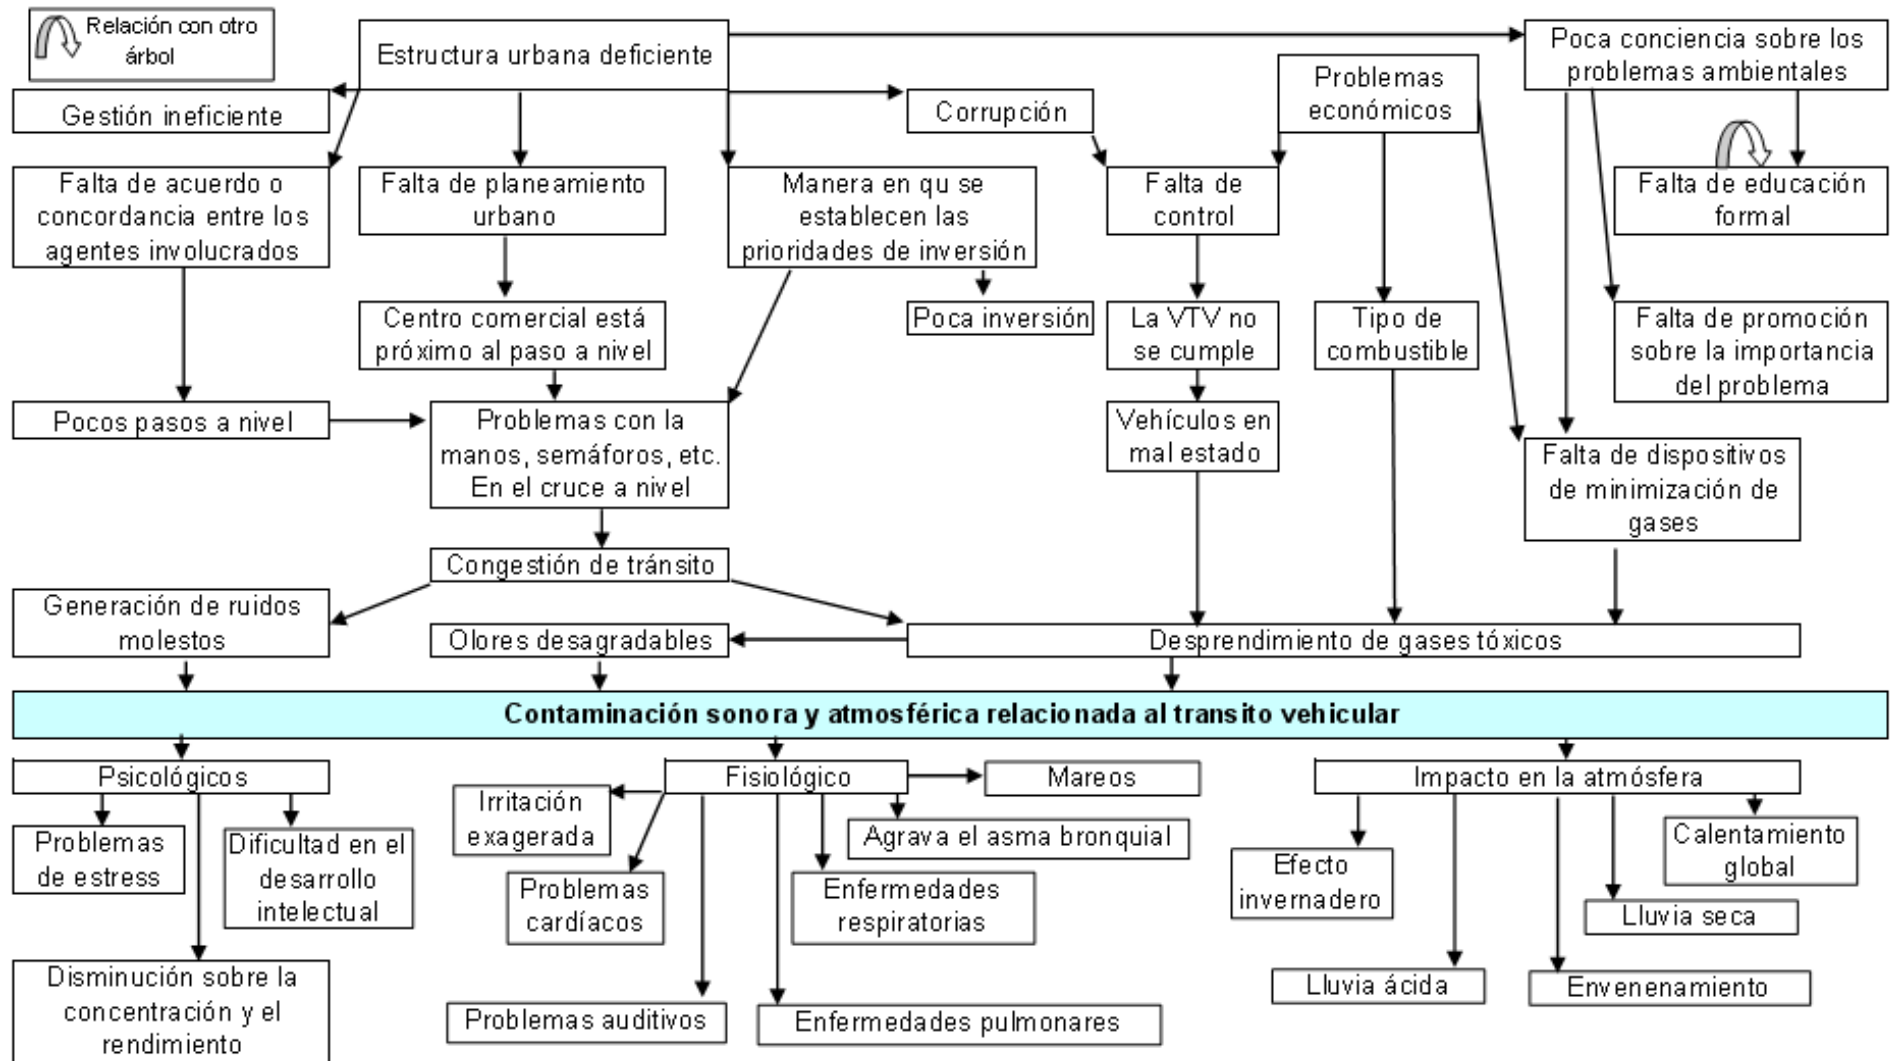 Relación con otro
árbol
Estructura urbana deficiente
Poca conciencia sobre los
problemas ambientales
Problemas
económicos
Gestión ineficiente
Corrupción
Falta de acuerdo o
concordancia entre los
agentes involucrados
Falta de planeamiento
urbano
Manera en qu se
establecen las
prioridades de inversión
Falta de
control
Falta de educación
formal
Centro comercial está
próximo al paso a nivel
Poca inversión
La VTV no
se cumple
Tipo de
combustible
Falta de promoción
sobre la importancia
del problema
Pocos pasos a nivel
Problemas con la
manos, semáforos, etc.
En el cruce a nivel
Vehículos en
mal estado
Falta de dispositivos
de minimización de
gases
Congestión de tránsito
Generación de ruidos
molestos
Olores desagradables
Desprendimiento de gases tóxicos
Contaminación sonora y atmosférica relacionada al transito vehicular
Psicológicos
Fisiológico
Mareos
Impacto en la atmósfera
Irritación
exagerada
Agrava el asma bronquial
Calentamiento
global
Problemas
de estress
Dificultad en el
desarrollo
intelectual
Efecto
invernadero
Problemas
cardíacos
Enfermedades
respiratorias
Lluvia seca
Disminución sobre la
concentración y el
rendimiento
Lluvia ácida
Envenenamiento
Problemas auditivos
Enfermedades pulmonares